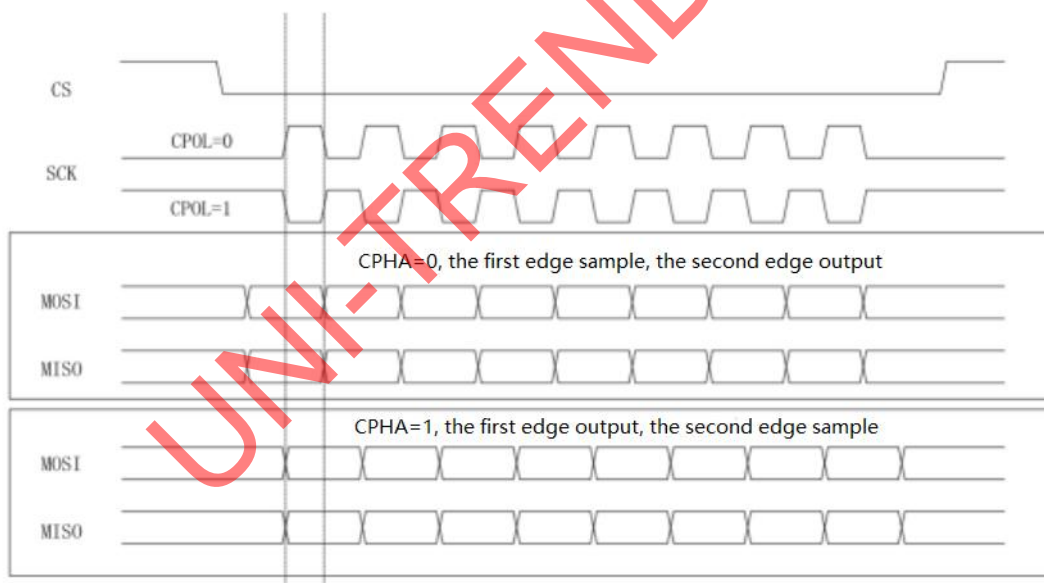 CS
CPOL=0
SCK
CPOL=1
CPHA=0, the first edge sample, the second edge output
MOSI
MISO
CPHA=1, the first edge output, the second edge sample
MOSI
MISO
UNI-TREND